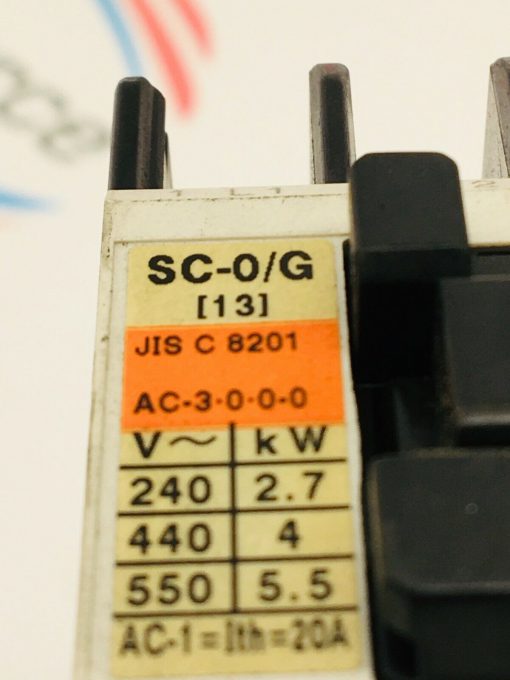 SC-0/G
[13]
JIS C 8201
AC-3·0·0-0
V~ kW
240 2.7
440 4
550 5.5
AC-1=Ith=20A